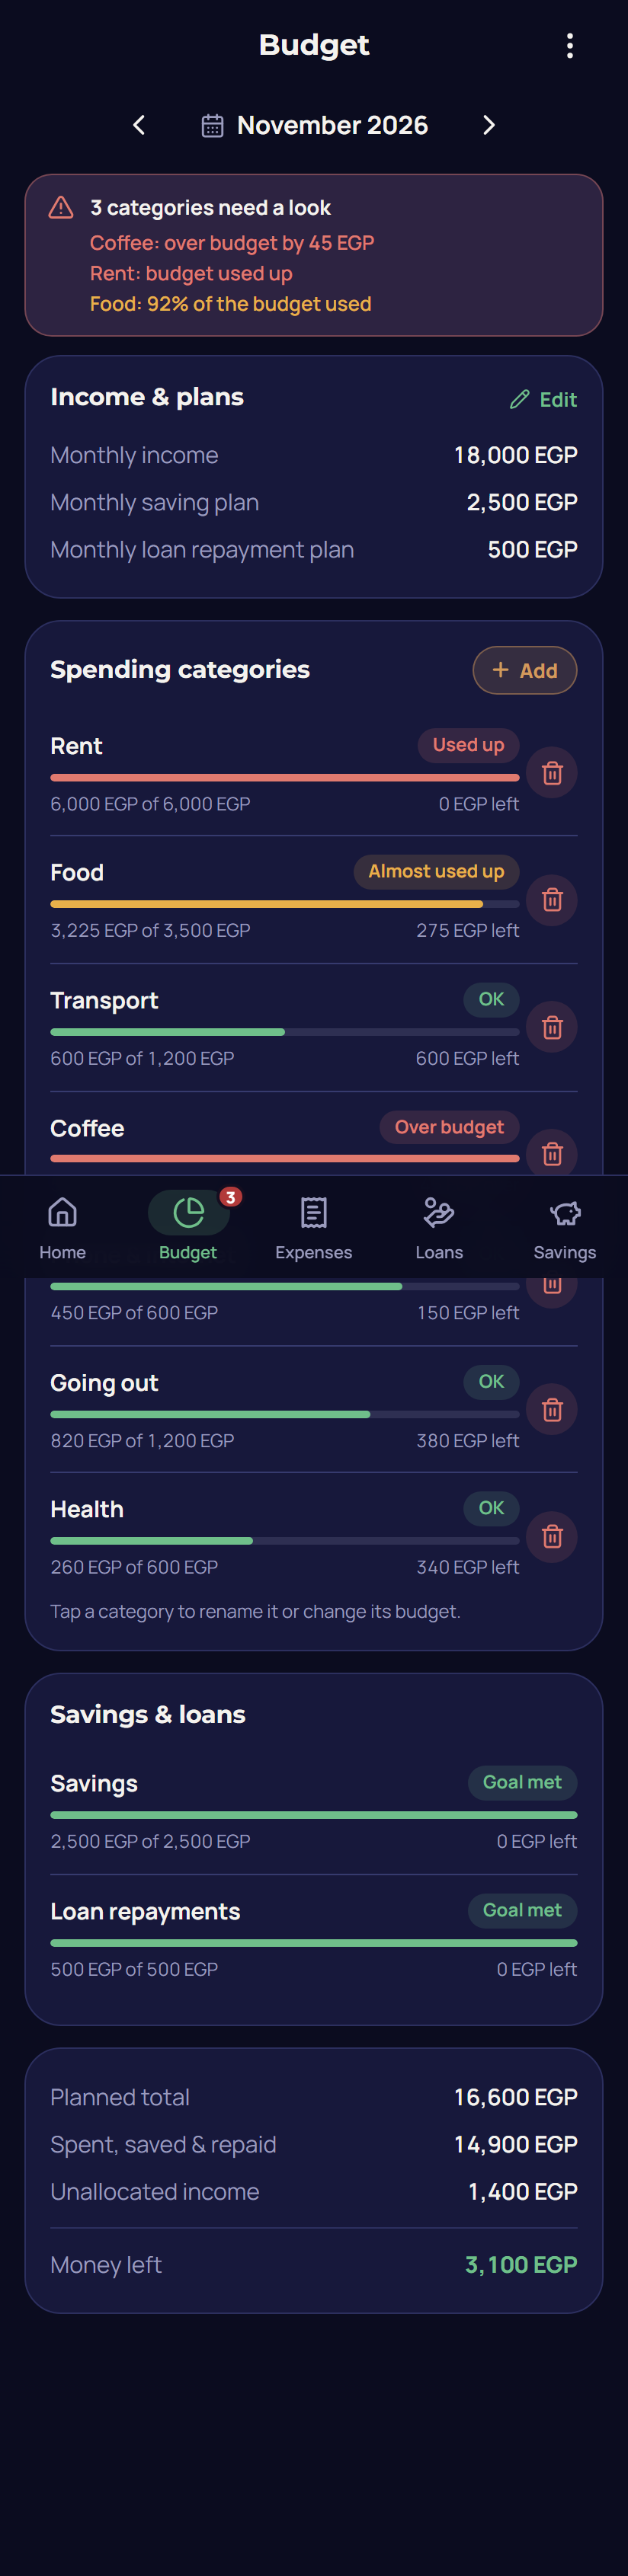 Budget
November 2026
3 categories need a look
Coffee: over budget by 45 EGP
Rent: budget used up
Food: 92% of the budget used
Income & plans
Edit
Monthly income 18,000 EGP
Monthly saving plan 2,500 EGP
Monthly loan repayment plan 500 EGP
Spending categories
+ Add
Rent Used up
6,000 EGP of 6,000 EGP 0 EGP left
Food Almost used up
3,225 EGP of 3,500 EGP 275 EGP left
Transport OK
600 EGP of 1,200 EGP 600 EGP left
Coffee Over budget
3
Home Budget Expenses Loans Savings
450 EGP of 600 EGP 150 EGP left
Going out OK
820 EGP of 1,200 EGP 380 EGP left
Health OK
260 EGP of 600 EGP 340 EGP left
Tap a category to rename it or change its budget.
Savings & loans
Savings Goal met
2,500 EGP of 2,500 EGP 0 EGP left
Loan repayments Goal met
500 EGP of 500 EGP 0 EGP left
Planned total 16,600 EGP
Spent, saved & repaid 14,900 EGP
Unallocated income 1,400 EGP
Money left 3,100 EGP